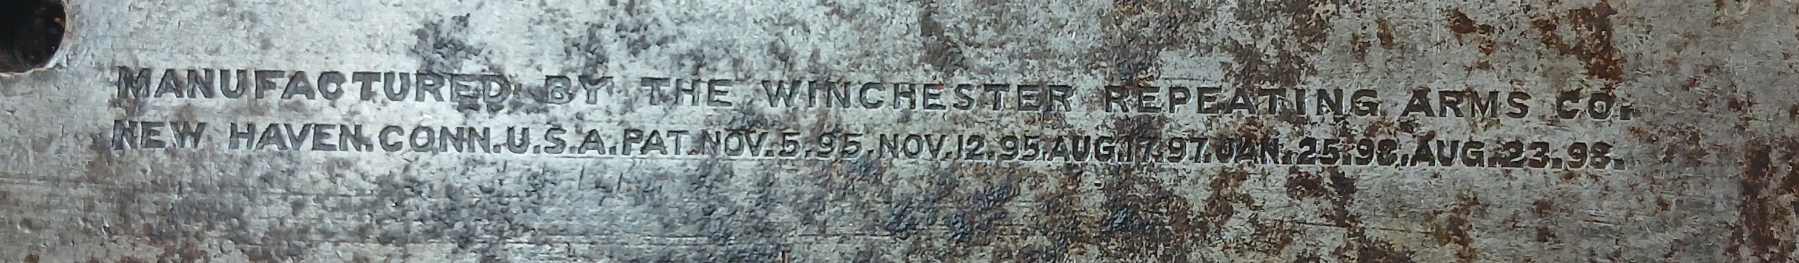 MANUFACTURED BY THE WINCHESTER REPEATING ARMS CO.
NEW HAVEN.CONN.U.S.A.PAT.NOV.5.95.NOV.12.95.AUG.17.97.JAN.25.98.AUG.23.98.